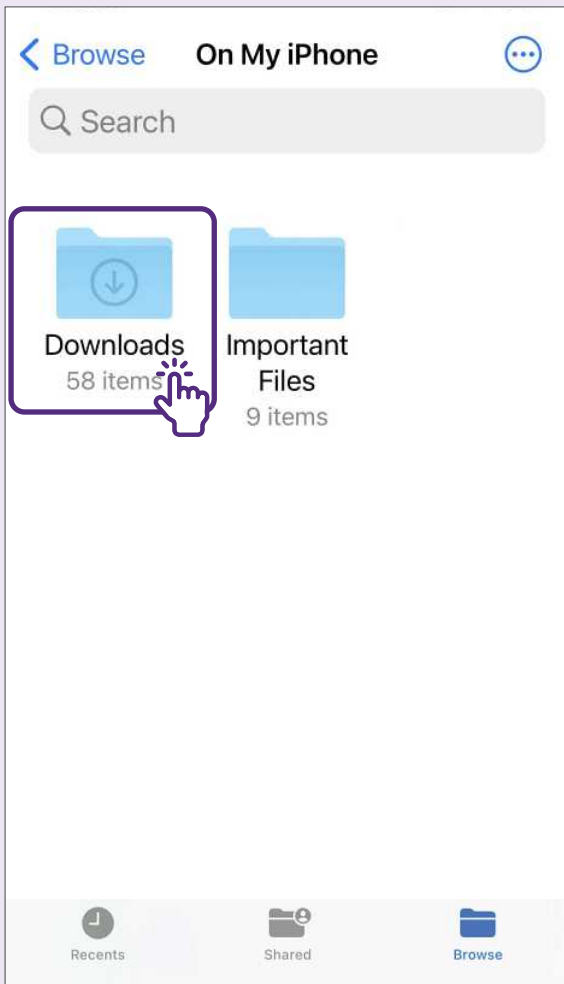 Browse On My iPhone
Search
Downloads
58 items
Important
Files
9 items
Recents Shared Browse